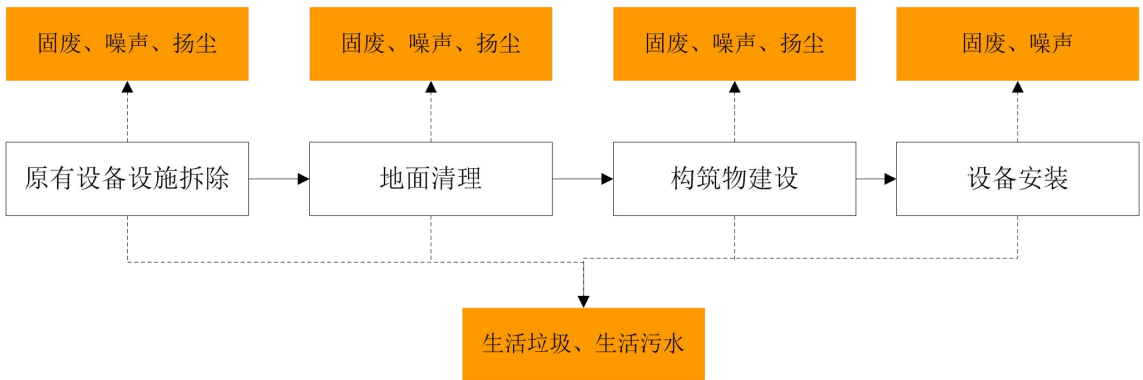 固废、噪声、扬尘
固废、噪声、扬尘
固废、噪声、扬尘
固废、噪声
原有设备设施拆除
地面清理
构筑物建设
设备安装
生活垃圾、生活污水